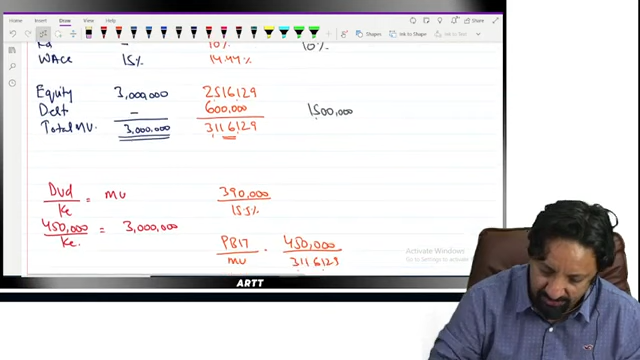 File Home Insert Draw View Help
Shapes Ink to Shape Ink to Text
Kd - 10% 10%
WACC 15% 14.44%
Equity 3,000,000 2516129
Debt - 600,000 1500,000
Total MV. 3,000,000 3116129
Dvd / Ke = MV 390,000 / 15.5%
450,000 / Ke. = 3,000,000
PBIT / MV . 450,000 / 3116129
Activate Windows
Go to Settings to activate
ARTT